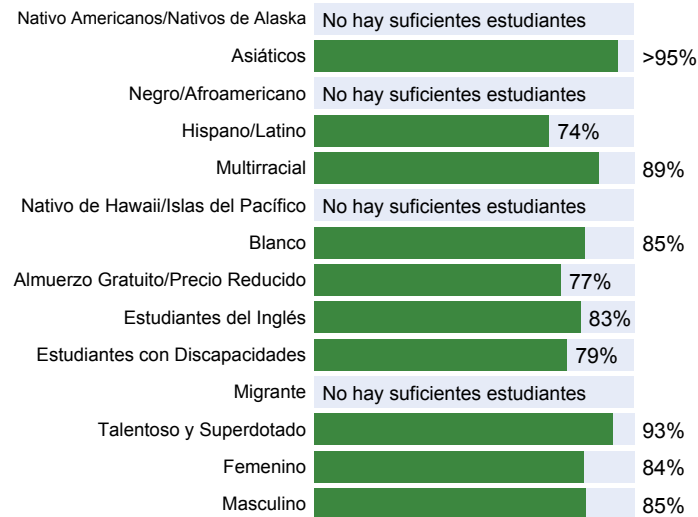 Nativo Americanos/Nativos de Alaska No hay suficientes estudiantes
Asiáticos >95%
Negro/Afroamericano No hay suficientes estudiantes
Hispano/Latino 74%
Multirracial 89%
Nativo de Hawaii/Islas del Pacífico No hay suficientes estudiantes
Blanco 85%
Almuerzo Gratuito/Precio Reducido 77%
Estudiantes del Inglés 83%
Estudiantes con Discapacidades 79%
Migrante No hay suficientes estudiantes
Talentoso y Superdotado 93%
Femenino 84%
Masculino 85%